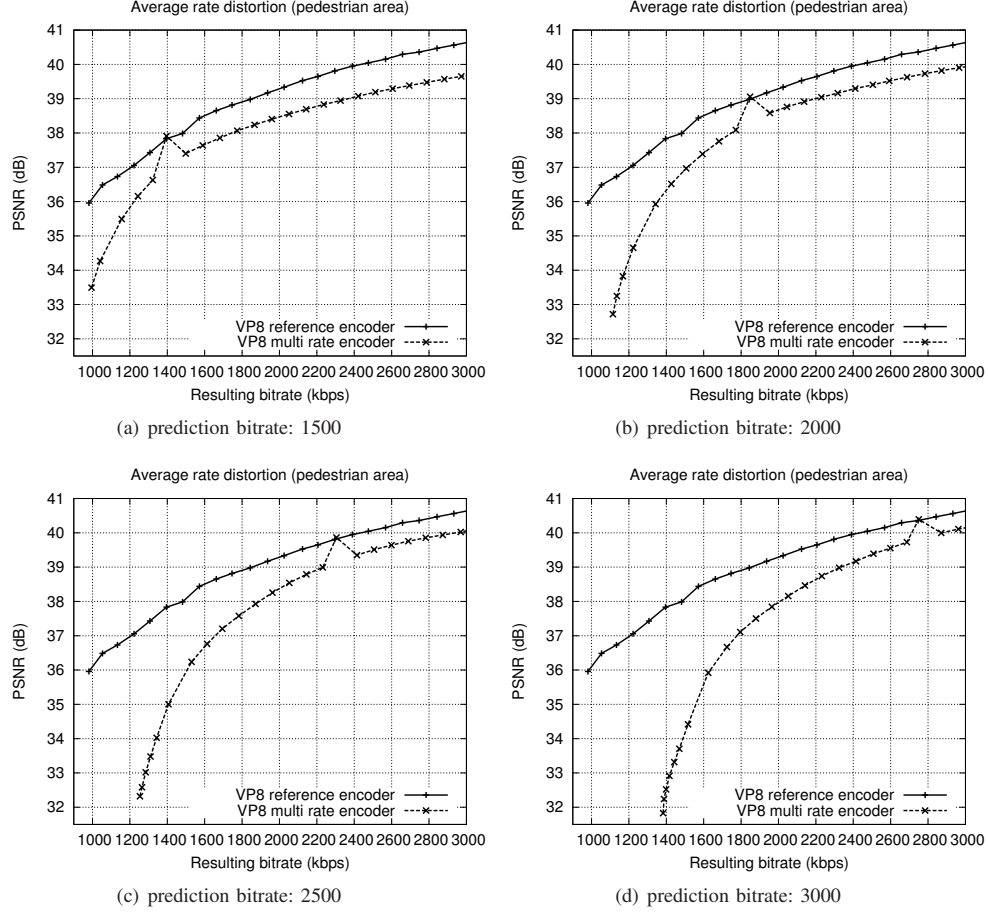 Average rate distortion (pedestrian area)
41
40
39
38
37
36
35
34
33
32
PSNR (dB)
VP8 reference encoder
VP8 multi rate encoder
1000 1200 1400 1600 1800 2000 2200 2400 2600 2800 3000
Resulting bitrate (kbps)
(a) prediction bitrate: 1500
Average rate distortion (pedestrian area)
41
40
39
38
37
36
35
34
33
32
PSNR (dB)
VP8 reference encoder
VP8 multi rate encoder
1000 1200 1400 1600 1800 2000 2200 2400 2600 2800 3000
Resulting bitrate (kbps)
(b) prediction bitrate: 2000
Average rate distortion (pedestrian area)
41
40
39
38
37
36
35
34
33
32
PSNR (dB)
VP8 reference encoder
VP8 multi rate encoder
1000 1200 1400 1600 1800 2000 2200 2400 2600 2800 3000
Resulting bitrate (kbps)
(c) prediction bitrate: 2500
Average rate distortion (pedestrian area)
41
40
39
38
37
36
35
34
33
32
PSNR (dB)
VP8 reference encoder
VP8 multi rate encoder
1000 1200 1400 1600 1800 2000 2200 2400 2600 2800 3000
Resulting bitrate (kbps)
(d) prediction bitrate: 3000